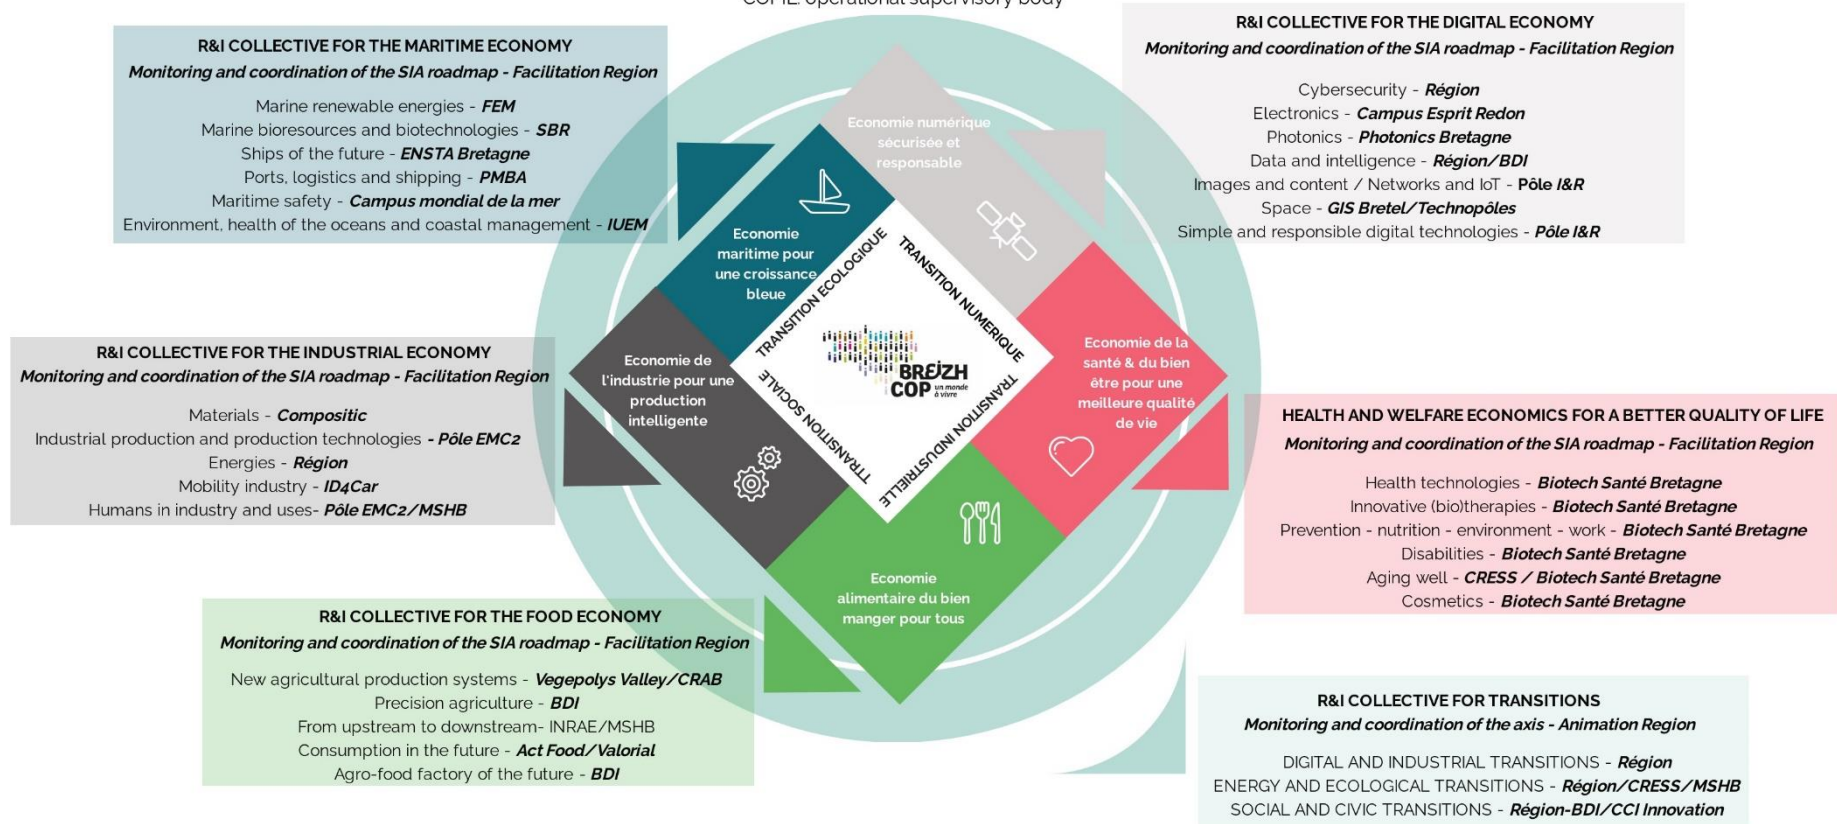 COPIL: operational supervisory body
R&I COLLECTIVE FOR THE MARITIME ECONOMY
Monitoring and coordination of the SIA roadmap - Facilitation Region
Marine renewable energies - FEM
Marine bioresources and biotechnologies - SBR
Ships of the future - ENSTA Bretagne
Ports, logistics and shipping - PMBA
Maritime safety - Campus mondial de la mer
Environment, health of the oceans and coastal management - IUEM
R&I COLLECTIVE FOR THE DIGITAL ECONOMY
Monitoring and coordination of the SIA roadmap - Facilitation Region
Cybersecurity - Région
Electronics - Campus Esprit Redon
Photonics - Photonics Bretagne
Data and intelligence - Région/BDI
Images and content / Networks and IoT - Pôle I&R
Space - GIS Bretel/Technopôles
Simple and responsible digital technologies - Pôle I&R
Economie numérique
sécurisée et
responsable
Economie
maritime pour
une croissance
bleue
TRANSITION ECOLOGIQUE
TRANSITION NUMERIQUE
BREIZH
COP un monde
à vivre
TTRANSITION SOCIALE
TRANSITION INDUSTRIELLE
Economie de
l'industrie pour une
production
intelligente
Economie de la
santé & du bien
être pour une
meilleure qualité
de vie
Economie
alimentaire du bien
manger pour tous
R&I COLLECTIVE FOR THE INDUSTRIAL ECONOMY
Monitoring and coordination of the SIA roadmap - Facilitation Region
Materials - Compositic
Industrial production and production technologies - Pôle EMC2
Energies - Région
Mobility industry - ID4Car
Humans in industry and uses- Pôle EMC2/MSHB
HEALTH AND WELFARE ECONOMICS FOR A BETTER QUALITY OF LIFE
Monitoring and coordination of the SIA roadmap - Facilitation Region
Health technologies - Biotech Santé Bretagne
Innovative (bio)therapies - Biotech Santé Bretagne
Prevention - nutrition - environment - work - Biotech Santé Bretagne
Disabilities - Biotech Santé Bretagne
Aging well - CRESS / Biotech Santé Bretagne
Cosmetics - Biotech Santé Bretagne
R&I COLLECTIVE FOR THE FOOD ECONOMY
Monitoring and coordination of the SIA roadmap - Facilitation Region
New agricultural production systems - Vegepolys Valley/CRAB
Precision agriculture - BDI
From upstream to downstream- INRAE/MSHB
Consumption in the future - Act Food/Valorial
Agro-food factory of the future - BDI
R&I COLLECTIVE FOR TRANSITIONS
Monitoring and coordination of the axis - Animation Region
DIGITAL AND INDUSTRIAL TRANSITIONS - Région
ENERGY AND ECOLOGICAL TRANSITIONS - Région/CRESS/MSHB
SOCIAL AND CIVIC TRANSITIONS - Région-BDI/CCI Innovation